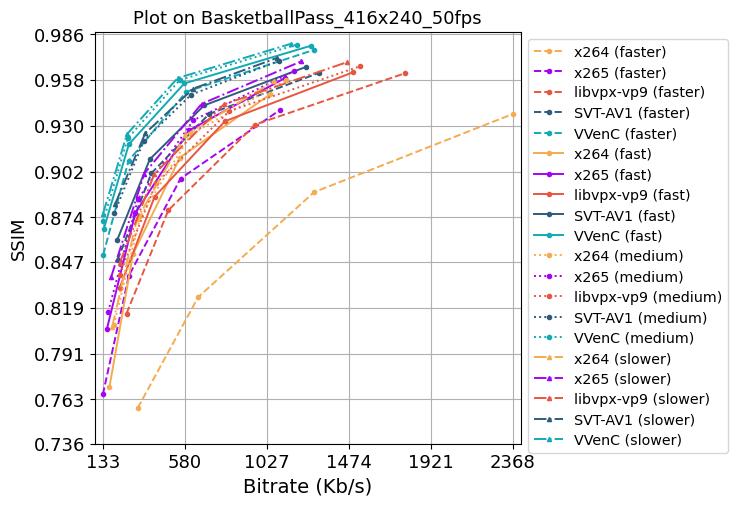 Plot on BasketballPass_416x240_50fps
0.986
0.958
0.930
0.902
0.874
0.847
0.819
0.791
0.763
0.736
SSIM
133 580 1027 1474 1921 2368
Bitrate (Kb/s)
x264 (faster)
x265 (faster)
libvpx-vp9 (faster)
SVT-AV1 (faster)
VVenC (faster)
x264 (fast)
x265 (fast)
libvpx-vp9 (fast)
SVT-AV1 (fast)
VVenC (fast)
x264 (medium)
x265 (medium)
libvpx-vp9 (medium)
SVT-AV1 (medium)
VVenC (medium)
x264 (slower)
x265 (slower)
libvpx-vp9 (slower)
SVT-AV1 (slower)
VVenC (slower)